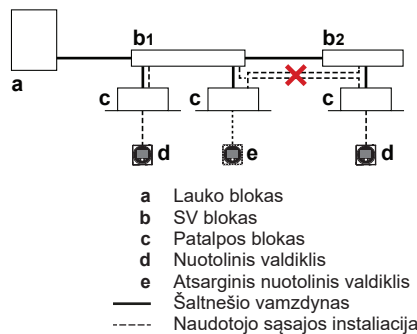 b1 b2
a
c c c
d e d
a Lauko blokas
b SV blokas
c Patalpos blokas
d Nuotolinis valdiklis
e Atsarginis nuotolinis valdiklis
Šaltnešio vamzdynas
Naudotojo sąsajos instaliacija